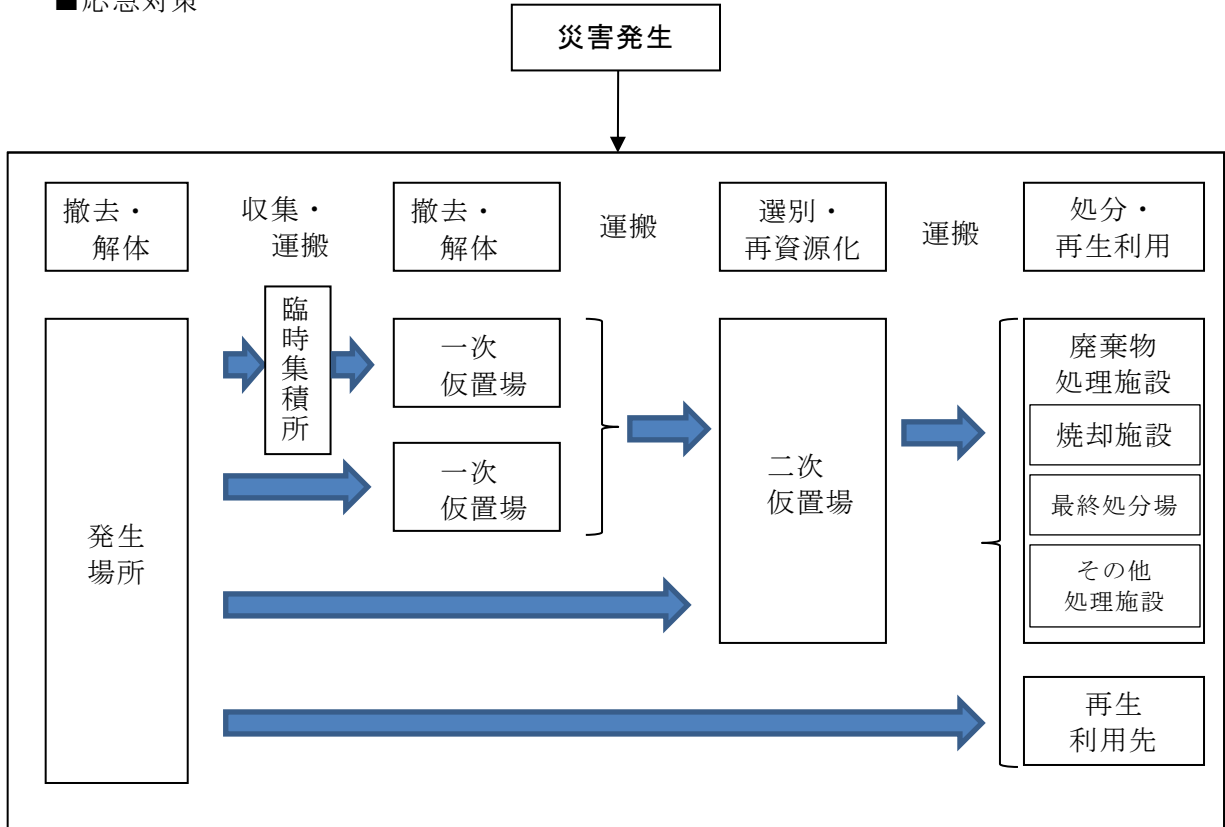 ■応急対策
災害発生
撤去・
解体
収集・
運搬
撤去・
解体
運搬
選別・
再資源化
運搬
処分・
再生利用
発生
場所
臨時集積所
一次
仮置場
一次
仮置場
二次
仮置場
廃棄物
処理施設
焼却施設
最終処分場
その他
処理施設
再生
利用先